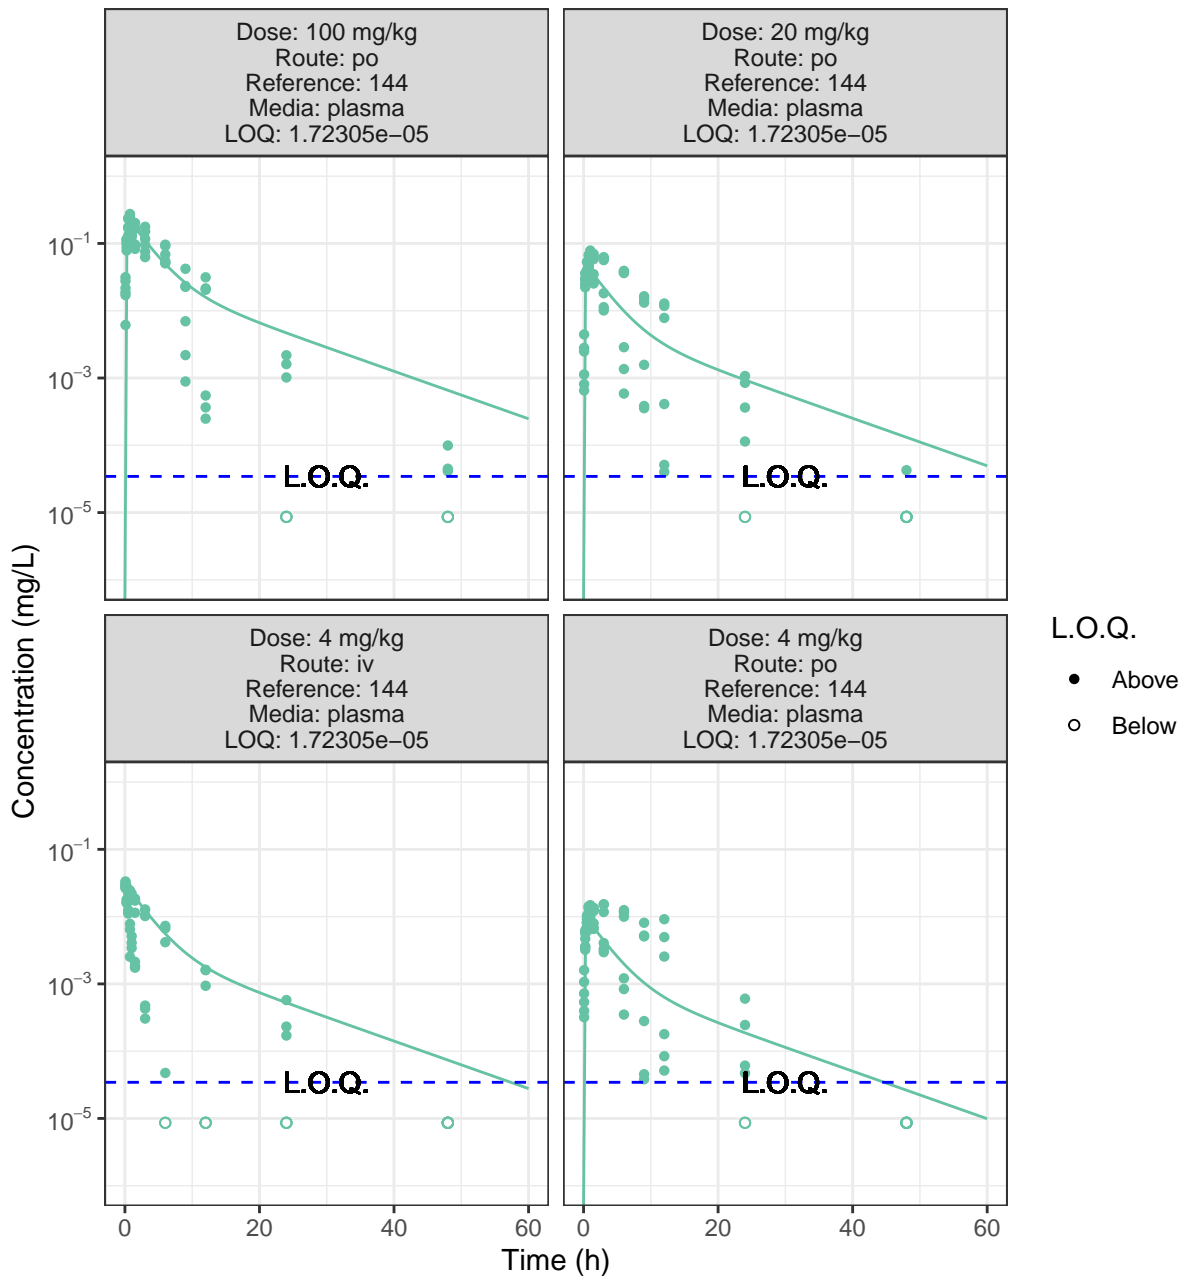 Dose: 100 mg/kg
Route: po
Reference: 144
Media: plasma
LOQ: 1.72305e−05
Dose: 20 mg/kg
Route: po
Reference: 144
Media: plasma
LOQ: 1.72305e−05
10−1
10−3
10−5
L.O.Q.
L.O.Q.
Dose: 4 mg/kg
Route: iv
Reference: 144
Media: plasma
LOQ: 1.72305e−05
Dose: 4 mg/kg
Route: po
Reference: 144
Media: plasma
LOQ: 1.72305e−05
10−1
10−3
10−5
L.O.Q.
L.O.Q.
0 20 40 60
0 20 40 60
Time (h)
Concentration (mg/L)
L.O.Q.
Above
Below